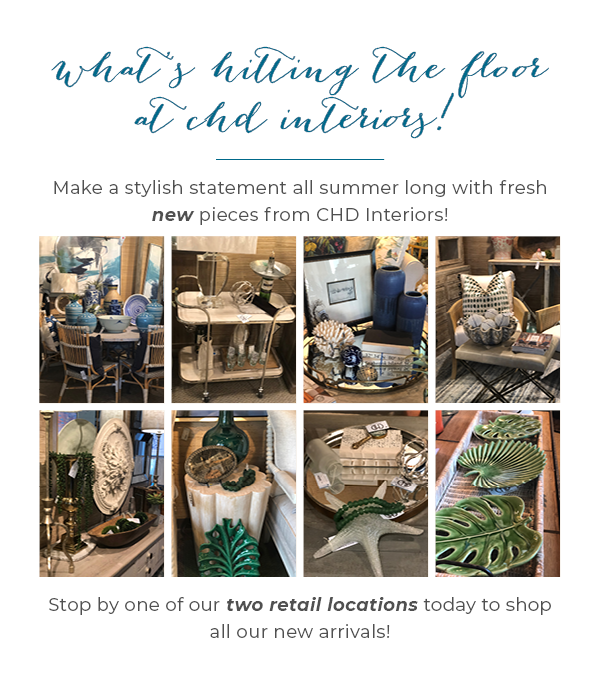 what's hitting the floor
at chd interiors!
Make a stylish statement all summer long with fresh
new pieces from CHD Interiors!
Stop by one of our two retail locations today to shop
all our new arrivals!